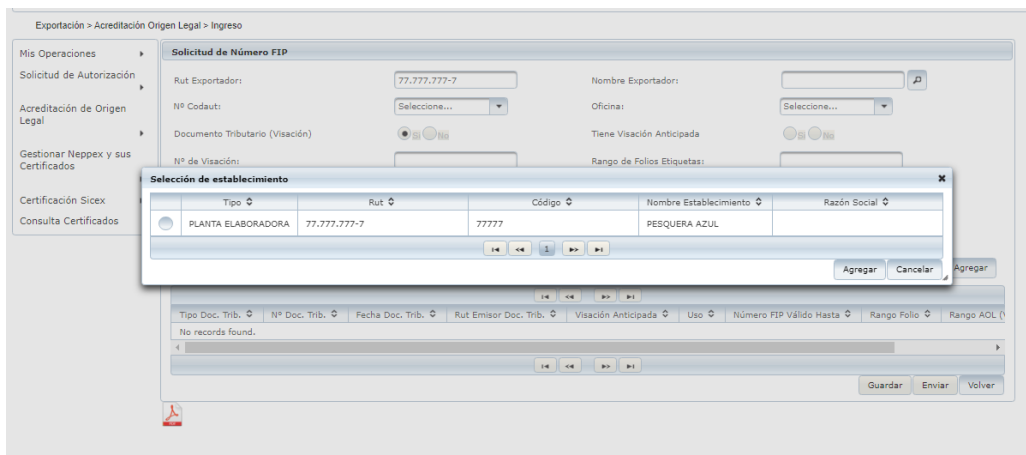 Exportación > Acreditación Origen Legal > Ingreso
Mis Operaciones
Solicitud de Autorización
Acreditación de Origen
Legal
Gestionar Neppex y sus
Certificados
Certificación Sicex
Consulta Certificados
Solicitud de Número FIP
Rut Exportador: 77.777.777-7 Nombre Exportador:
Nº Codaut: Seleccione... Oficina: Seleccione...
Documento Tributario (Visación) Si No Tiene Visación Anticipada Si No
Nº de Visación: Rango de Folios Etiquetas:
Selección de establecimiento
Tipo Rut Código Nombre Establecimiento Razón Social
PLANTA ELABORADORA 77.777.777-7 77777 PESQUERA AZUL
1
Agregar Cancelar
Agregar
Tipo Doc. Trib. Nº Doc. Trib. Fecha Doc. Trib. Rut Emisor Doc. Trib. Visación Anticipada Uso Número FIP Válido Hasta Rango Folio Rango AOL (V
No records found.
Guardar Enviar Volver